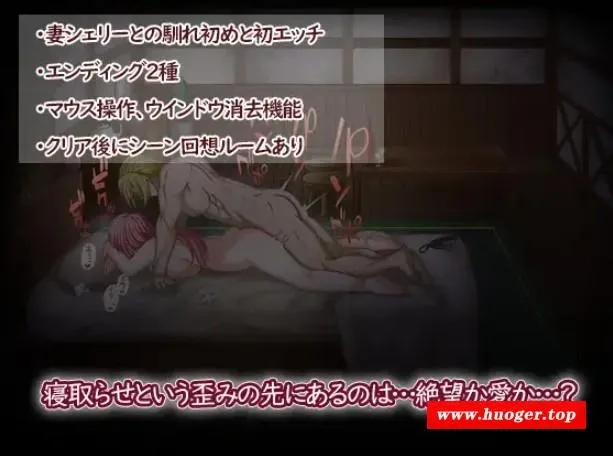 ・妻シェリーとの馴れ初めと初エッチ
・エンディング2種
・マウス操作、ウインドウ消去機能
・クリア後にシーン回想ルームあり
寝取らせという歪みの先にあるのは…絶望か愛か…?
www.huoger.top